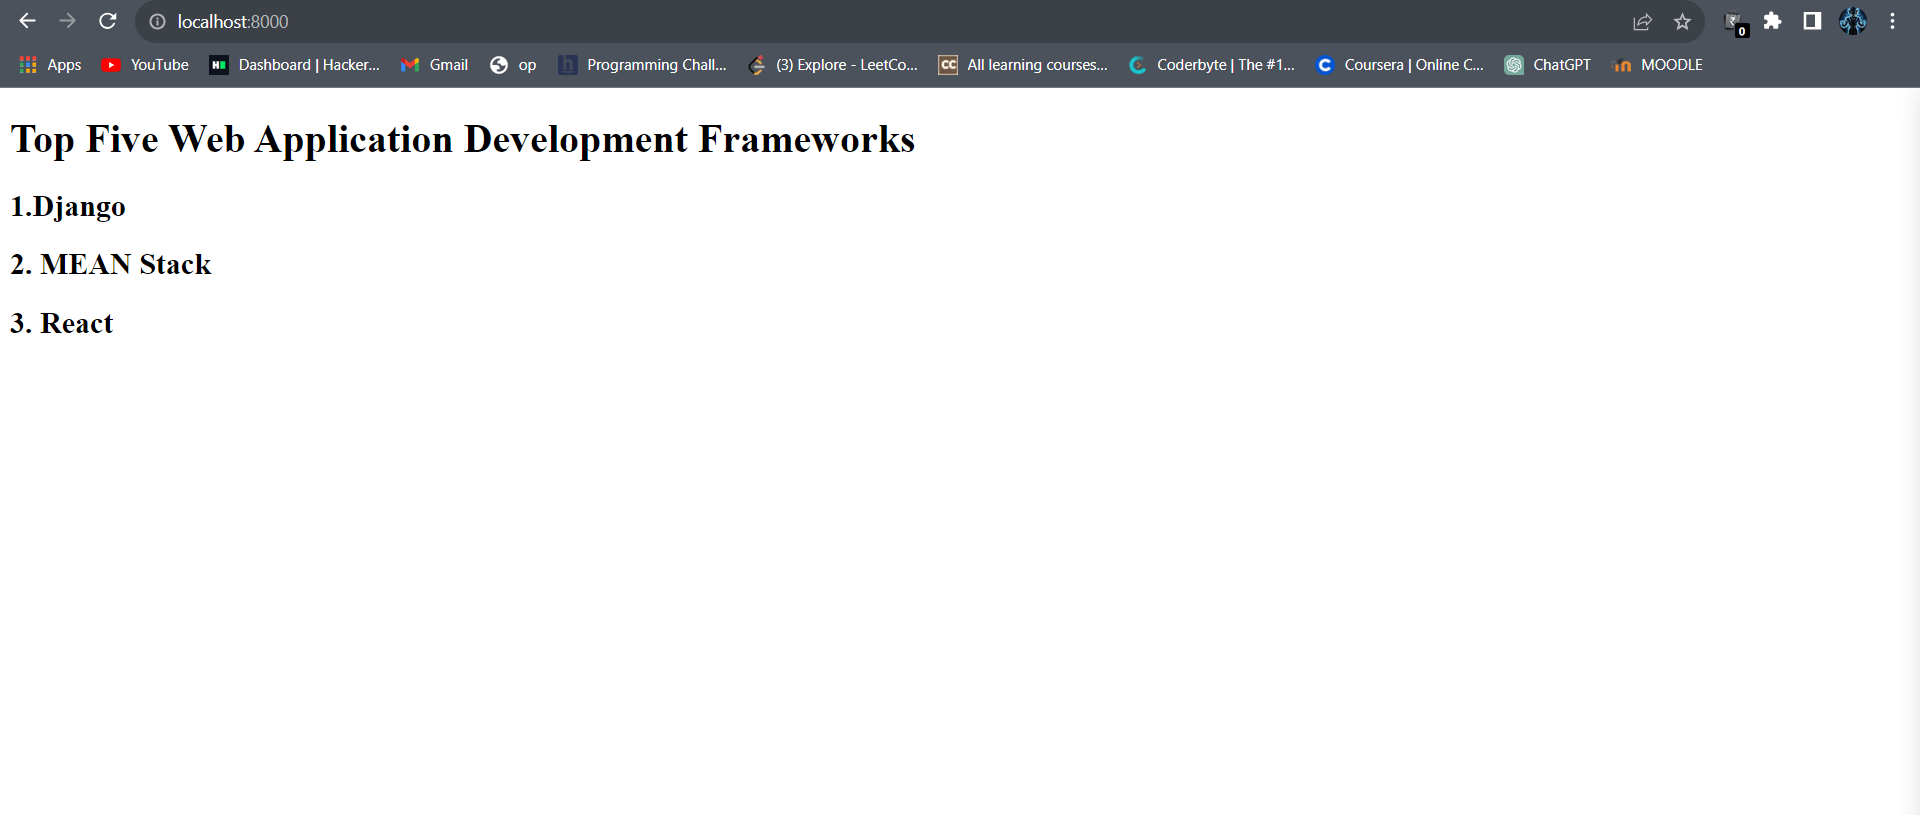 localhost:8000
0
Apps YouTube Dashboard | Hacker... Gmail op Programming Chall... (3) Explore - LeetCo... All learning courses... Coderbyte | The #1... Coursera | Online C... ChatGPT MOODLE
Top Five Web Application Development Frameworks
1.Django
2. MEAN Stack
3. React